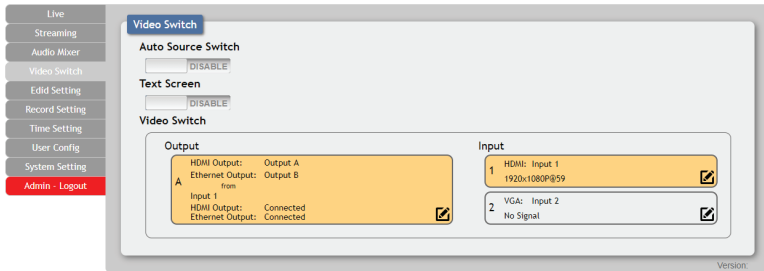 Live
Streaming
Audio Mixer
Video Switch
Edid Setting
Record Setting
Time Setting
User Config
System Setting
Admin - Logout
Video Switch
Auto Source Switch
DISABLE
Text Screen
DISABLE
Video Switch
Output
A
HDMI Output: Output A
Ethernet Output: Output B
from
Input 1
HDMI Output: Connected
Ethernet Output: Connected
Input
1
HDMI: Input 1
1920x1080P@59
2
VGA: Input 2
No Signal
Version: